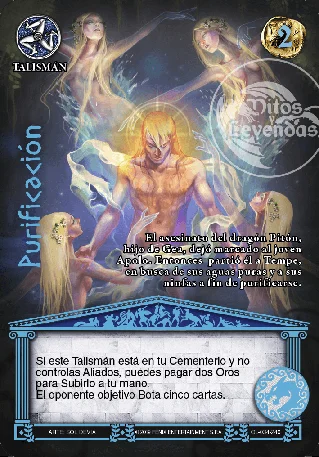 TALISMAN
2
Mitos
y
Leyendas
Purificación
El asesinato del dragón Pitón,
hijo de Gea, dejó marcado al joven
Apolo. Entonces partió él a Tempe,
en busca de sus aguas puras y a sus
ninfas a fin de purificarse.
Si este Talismán está en tu Cementerio y no
controlas Aliados, puedes pagar dos Oros
para Subirlo a tu mano.
El oponente objetivo Bota cinco cartas.